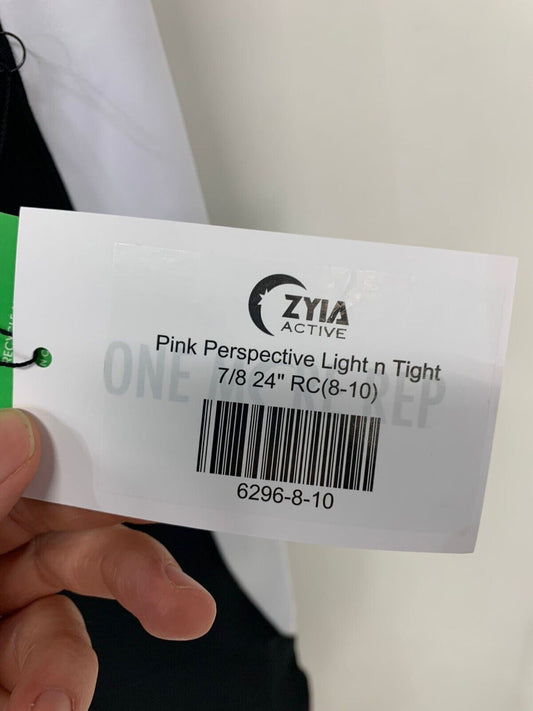 ZYIA
ACTIVE
Pink Perspective Light n Tight
7/8 24" RC(8-10)
6296-8-10